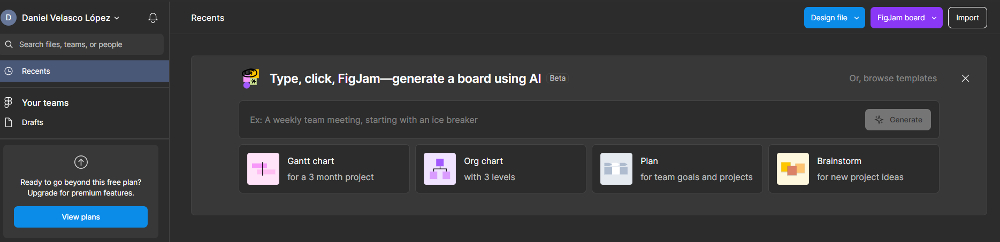 D
Daniel Velasco López
Search files, teams, or people
Recents
Your teams
Drafts
Ready to go beyond this free plan?
Upgrade for premium features.
View plans
Recents
Design file
FigJam board
Import
Type, click, FigJam—generate a board using AI
Beta
Or, browse templates
Ex: A weekly team meeting, starting with an ice breaker
Generate
Gantt chart
for a 3 month project
Org chart
with 3 levels
Plan
for team goals and projects
Brainstorm
for new project ideas